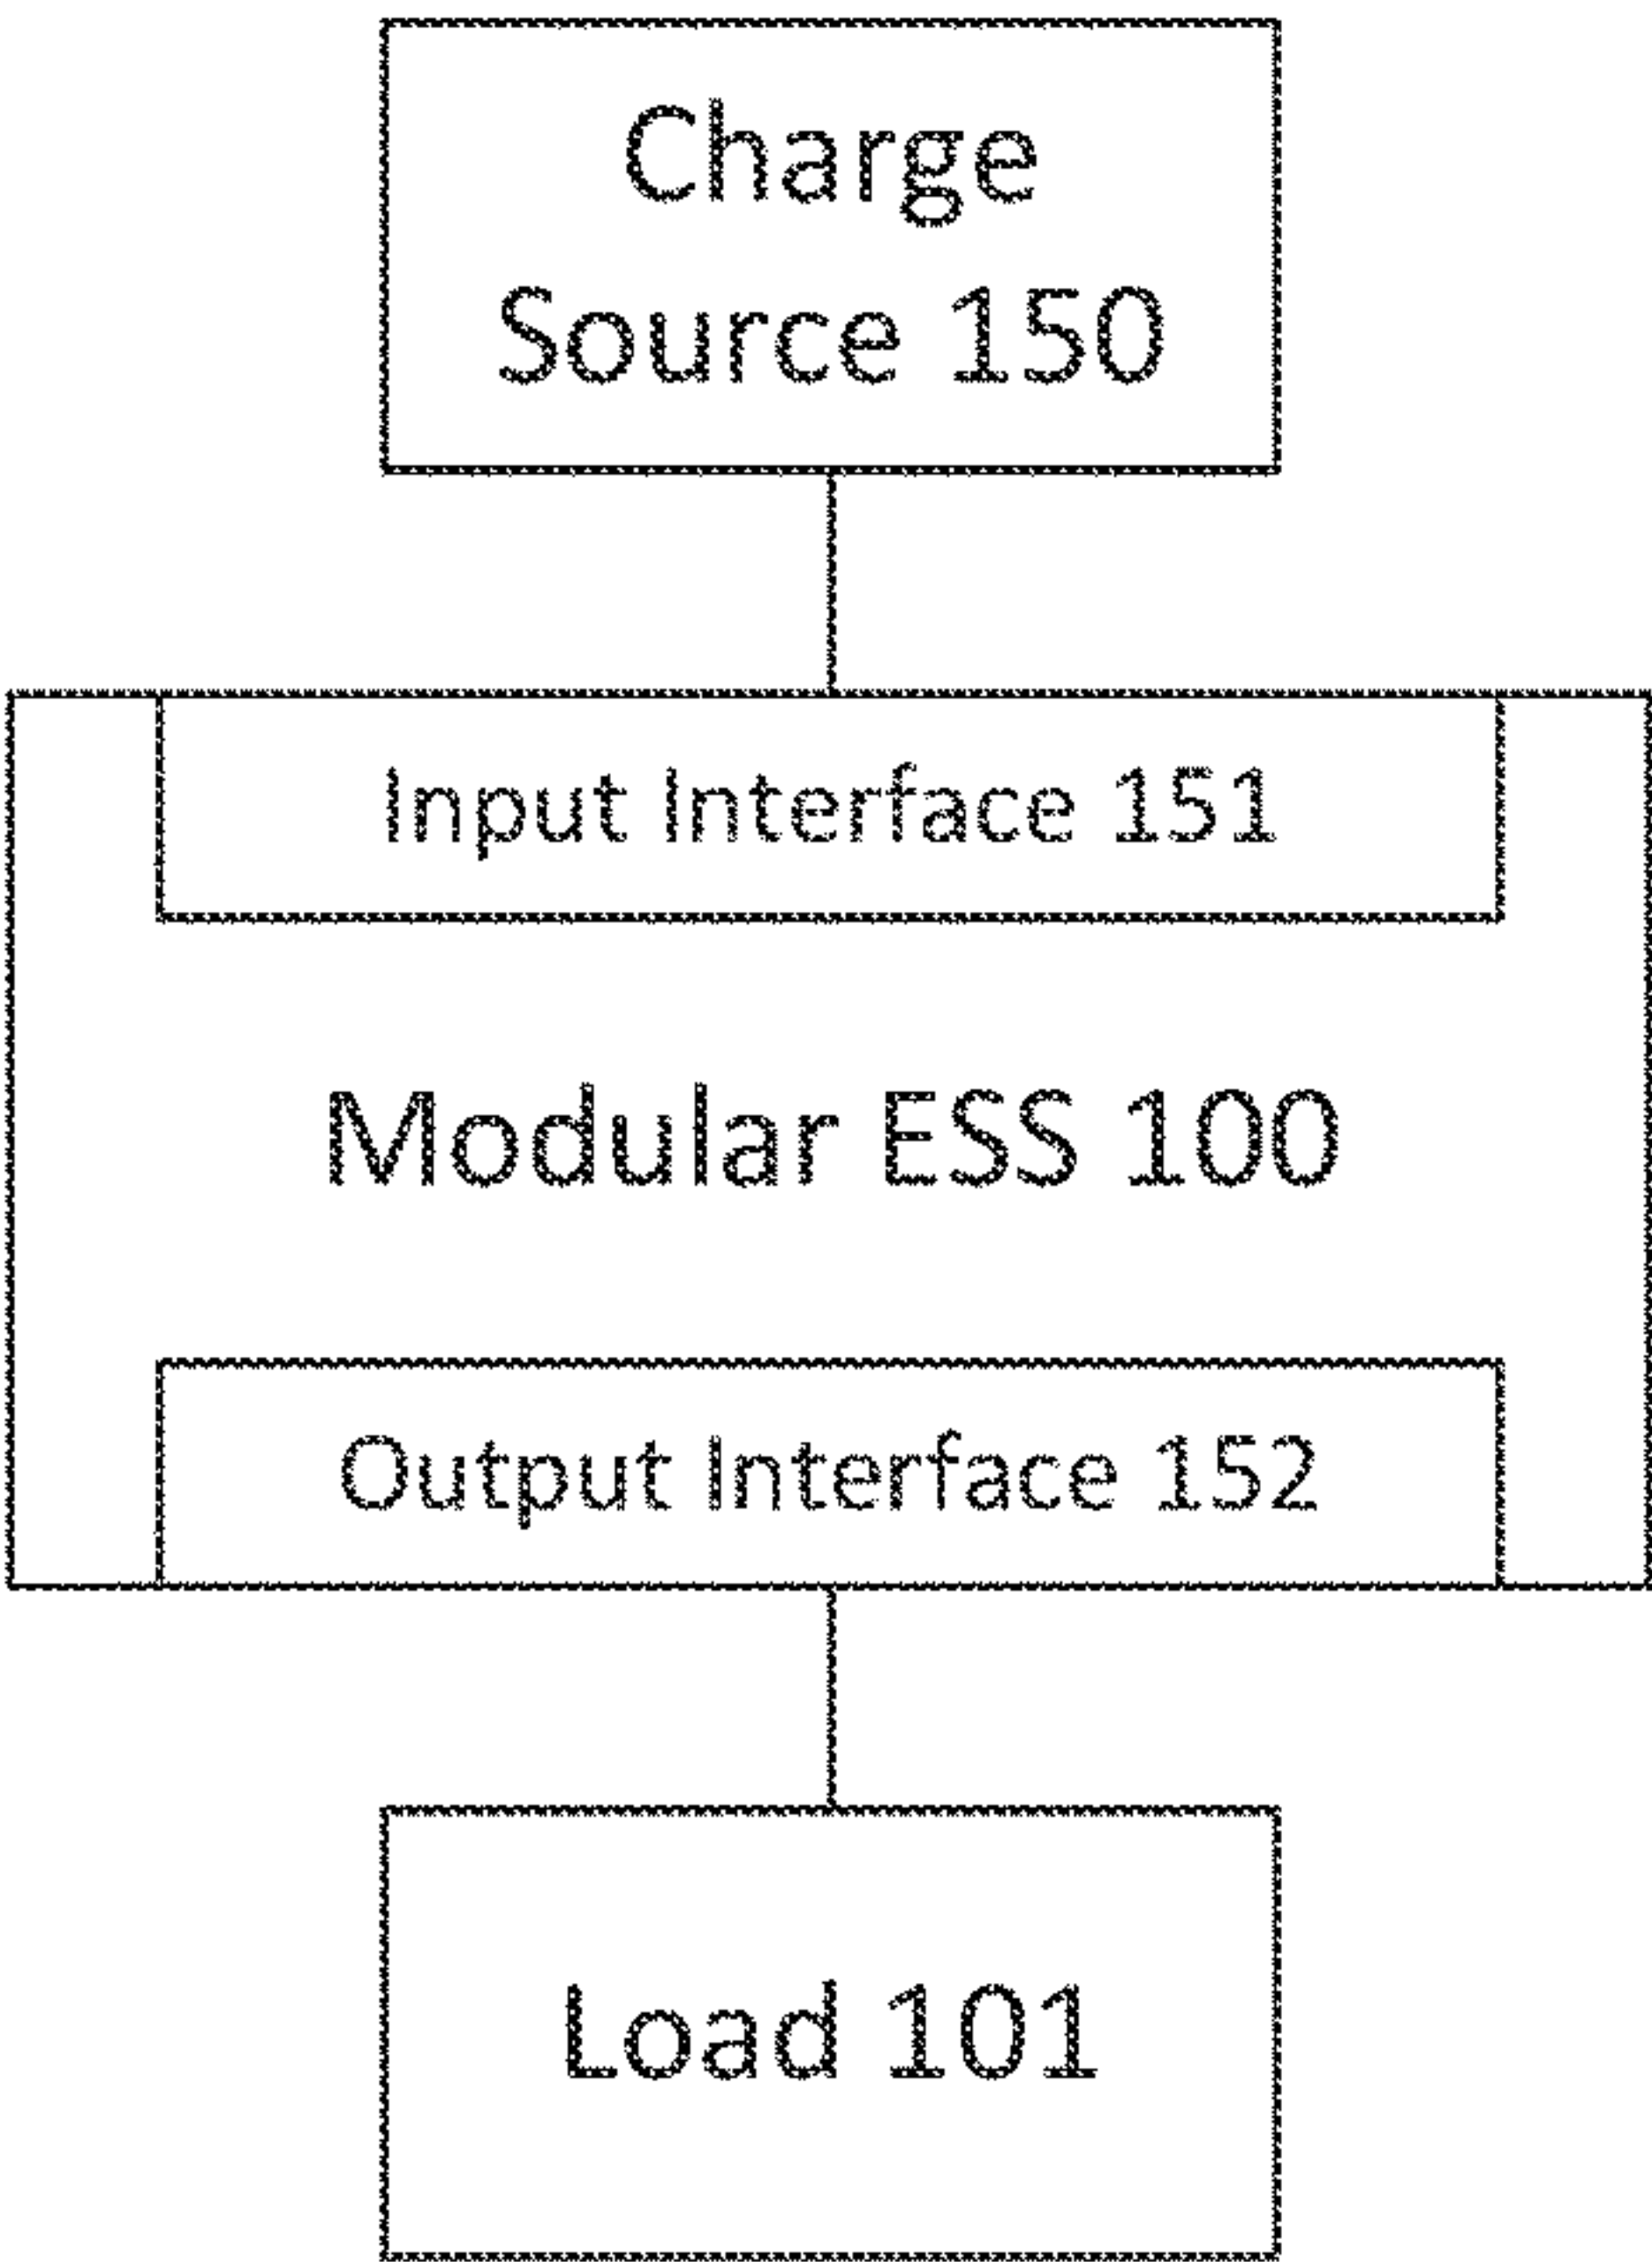 Charge
Source 150
Input Interface 151
Modular ESS 100
Output Interface 152
Load 101